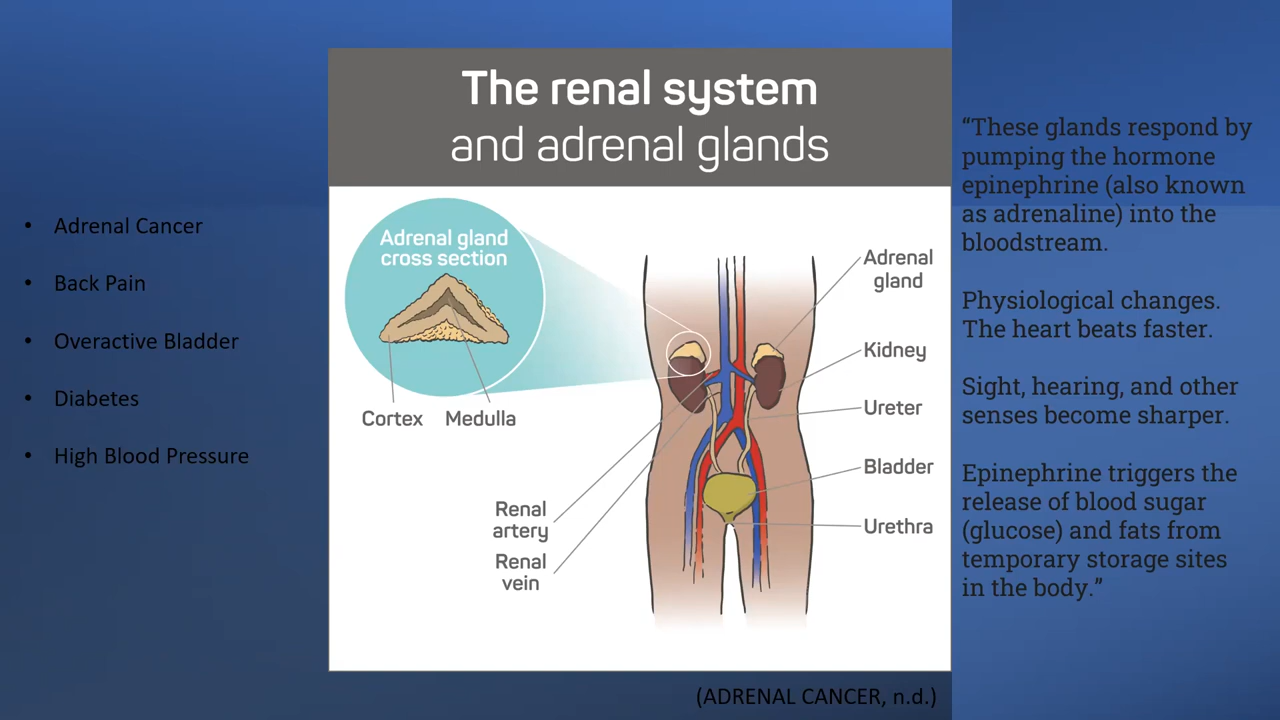 The renal system
and adrenal glands
• Adrenal Cancer
• Back Pain
• Overactive Bladder
• Diabetes
• High Blood Pressure
Adrenal gland
cross section
Cortex
Medulla
Adrenal
gland
Kidney
Ureter
Bladder
Urethra
Renal
artery
Renal
vein
“These glands respond by
pumping the hormone
epinephrine (also known
as adrenaline) into the
bloodstream.
Physiological changes.
The heart beats faster.
Sight, hearing, and other
senses become sharper.
Epinephrine triggers the
release of blood sugar
(glucose) and fats from
temporary storage sites
in the body.”
(ADRENAL CANCER, n.d.)